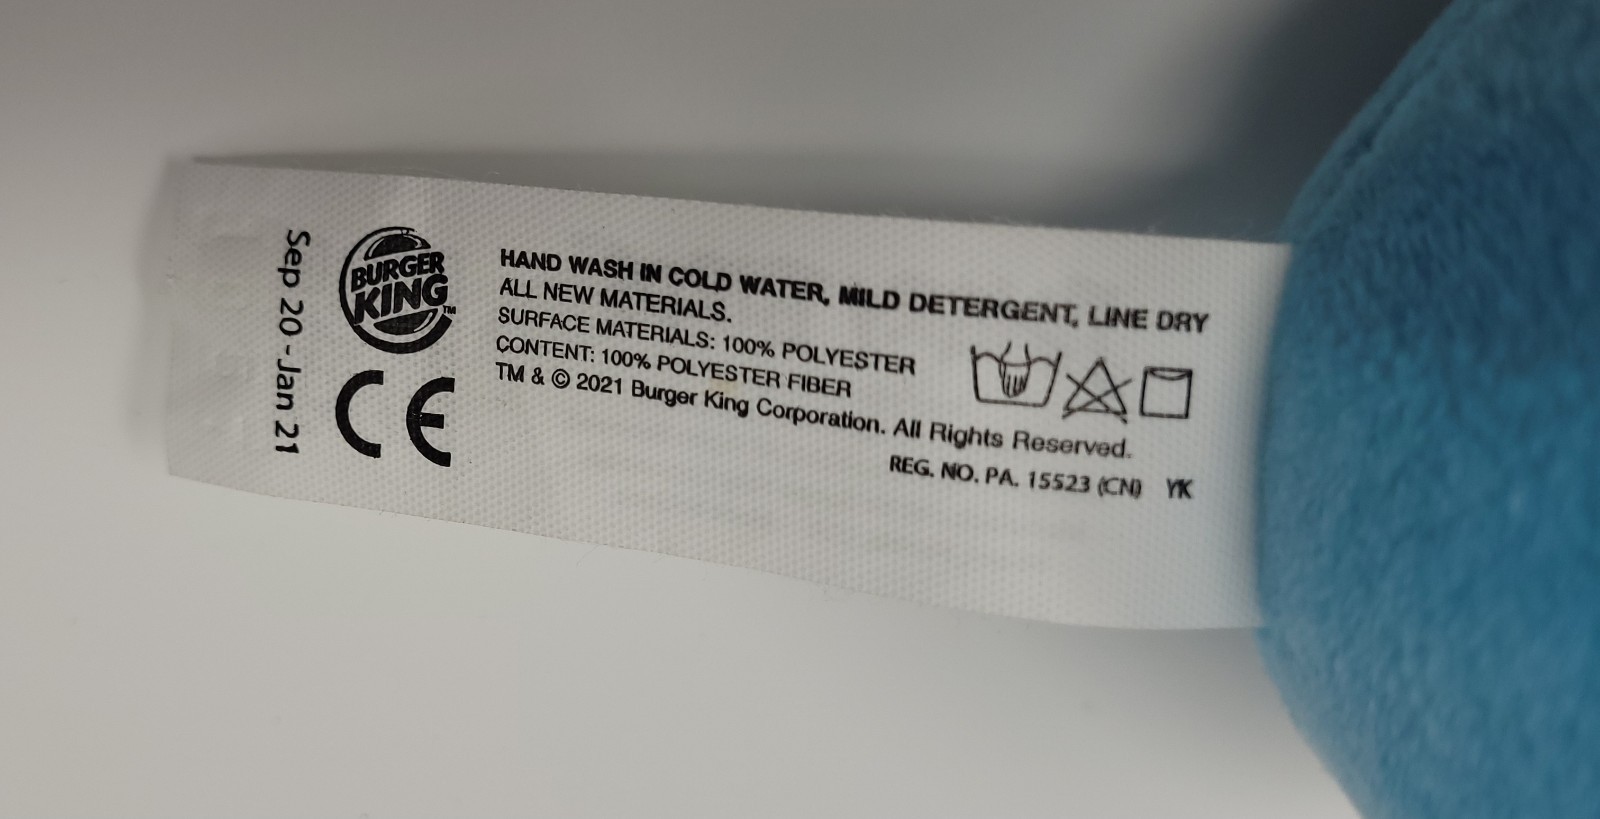 Sep 20 - Jan 21
BURGER
KING™
CE
HAND WASH IN COLD WATER, MILD DETERGENT, LINE DRY
ALL NEW MATERIALS.
SURFACE MATERIALS: 100% POLYESTER
CONTENT: 100% POLYESTER FIBER
TM & © 2021 Burger King Corporation. All Rights Reserved.
REG. NO. PA. 15523 (CN) YK